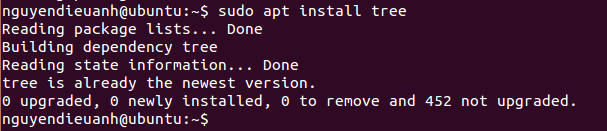 nguyendieuanh@ubuntu:~$ sudo apt install tree
Reading package lists... Done
Building dependency tree
Reading state information... Done
tree is already the newest version.
0 upgraded, 0 newly installed, 0 to remove and 452 not upgraded.
nguyendieuanh@ubuntu:~$